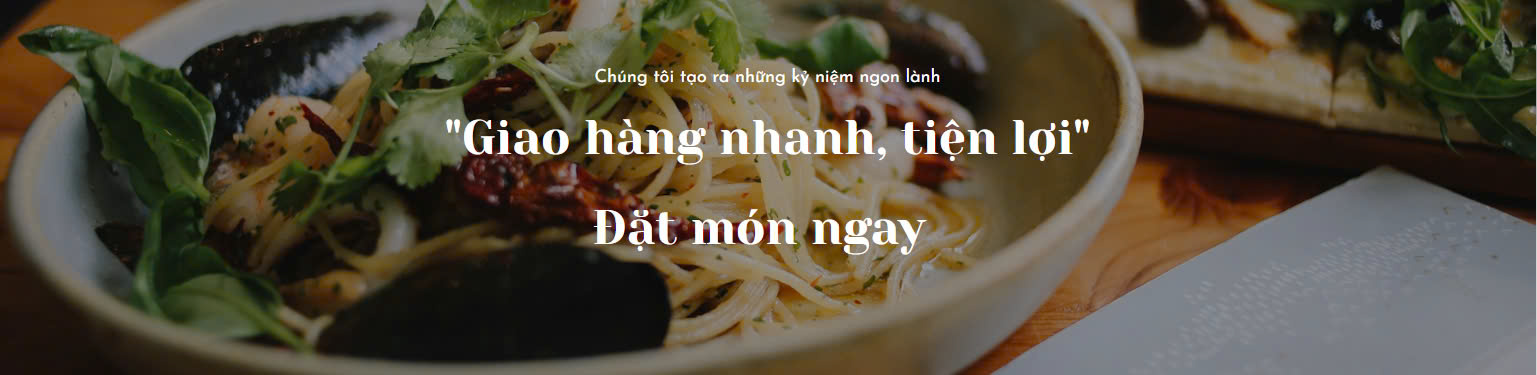 Chúng tôi tạo ra những kỷ niệm ngon lành
"Giao hàng nhanh, tiện lợi"
Đặt món ngay